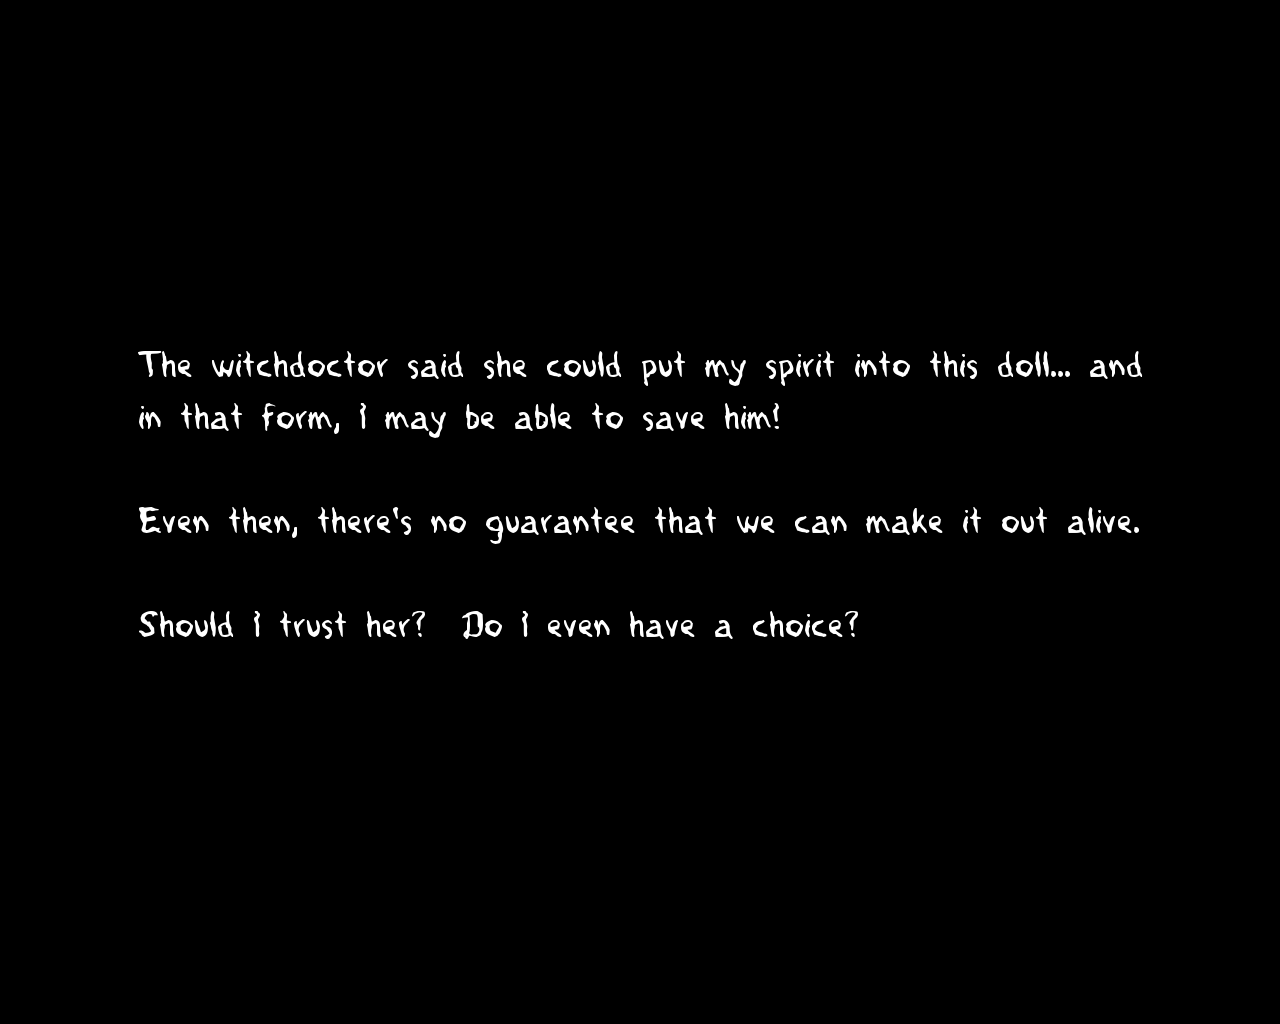 The witchdoctor said she could put my spirit into this doll... and
in that form, I may be able to save him!
Even then, there's no guarantee that we can make it out alive.
Should I trust her?  Do I even have a choice?